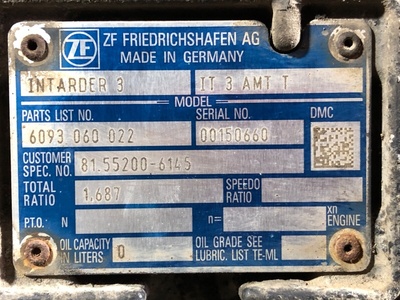 ZF ZF FRIEDRICHSHAFEN AG
MADE IN GERMANY
INTARDER 3 IT 3 AMT T
MODEL
PARTS LIST NO. SERIAL NO. DMC
6093 060 022 00150660
CUSTOMER SPEC. NO. 81.55200-6145
TOTAL RATIO 1,687 SPEEDO RATIO
P.T.O. N n= xn ENGINE
OIL CAPACITY IN LITERS 0 OIL GRADE SEE LUBRIC. LIST TE-ML